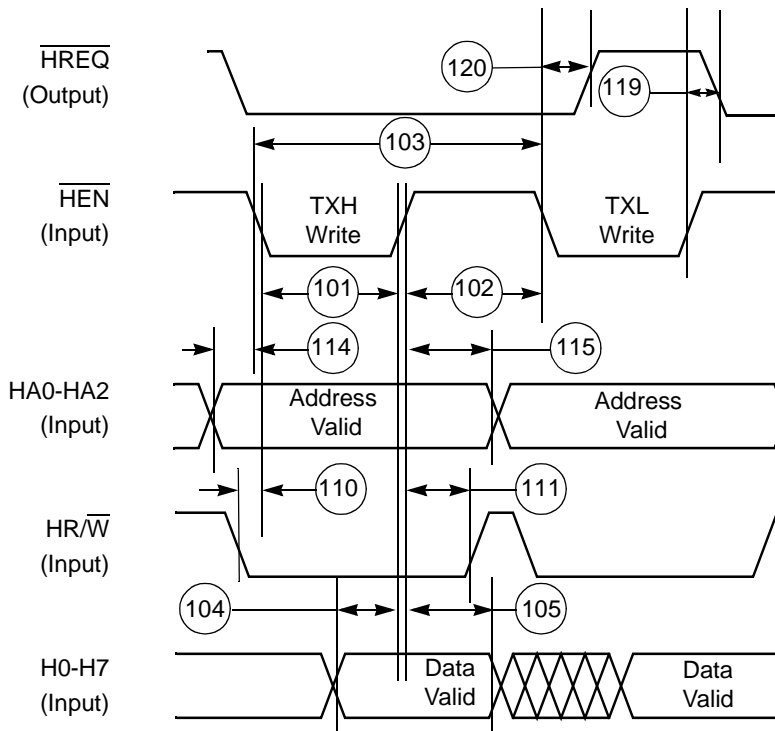 HREQ
(Output)
120
119
103
HEN
(Input)
TXH
Write
TXL
Write
101
102
114
115
HA0-HA2
(Input)
Address
Valid
Address
Valid
110
111
HR/W
(Input)
104
105
H0-H7
(Input)
Data
Valid
Data
Valid